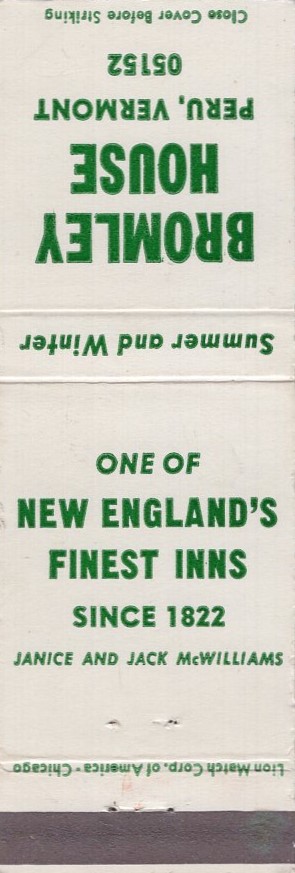 Summer and Winter
BROMLEY
HOUSE
PERU, VERMONT
05152
Close Cover Before Striking
ONE OF
NEW ENGLAND'S
FINEST INNS
SINCE 1822
JANICE AND JACK McWILLIAMS
Lion Match Corp. of America - Chicago